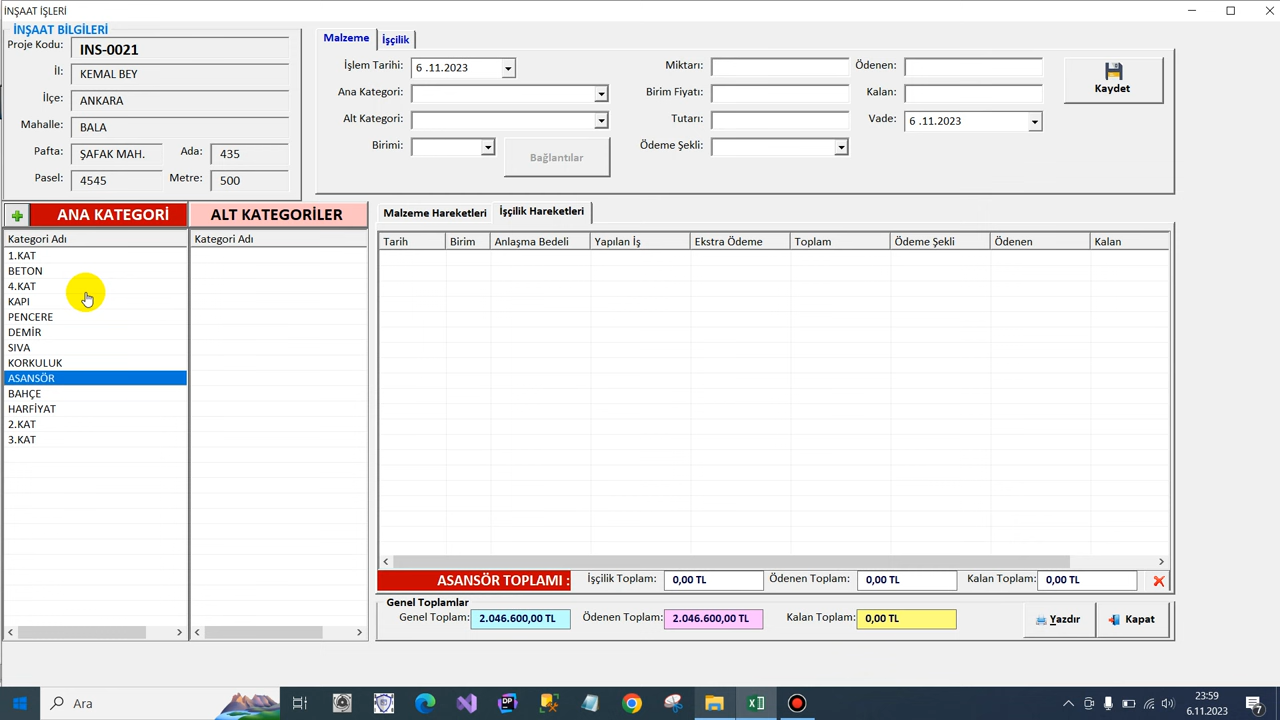 İNŞAAT İŞLERİ
İNŞAAT BİLGİLERİ
Proje Kodu: INS-0021
İl: KEMAL BEY
İlçe: ANKARA
Mahalle: BALA
Pafta: ŞAFAK MAH. Ada: 435
Pasel: 4545 Metre: 500
Malzeme İşçilik
İşlem Tarihi: 6 .11.2023 Miktarı: Ödenen:
Ana Kategori: Birim Fiyatı: Kalan:
Alt Kategori: Tutarı: Vade: 6 .11.2023
Birimi: Bağlantılar Ödeme Şekli:
Kaydet
ANA KATEGORİ ALT KATEGORİLER
Kategori Adı Kategori Adı
1.KAT
BETON
4.KAT
KAPI
PENCERE
DEMİR
SIVA
KORKULUK
ASANSÖR
BAHÇE
HARFİYAT
2.KAT
3.KAT
Malzeme Hareketleri İşçilik Hareketleri
Tarih Birim Anlaşma Bedeli Yapılan İş Ekstra Ödeme Toplam Ödeme Şekli Ödenen Kalan
ASANSÖR TOPLAMI : İşçilik Toplam: 0,00 TL Ödenen Toplam: 0,00 TL Kalan Toplam: 0,00 TL
Genel Toplamlar
Genel Toplam: 2.046.600,00 TL Ödenen Toplam: 2.046.600,00 TL Kalan Toplam: 0,00 TL Yazdır Kapat
Ara
DP
23:59
6.11.2023
7